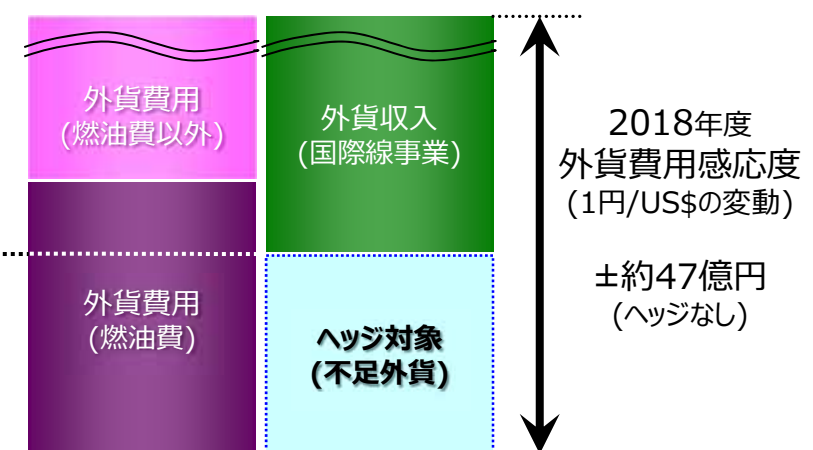 外貨費用
(燃油費以外)
外貨収入
(国際線事業)
外貨費用
(燃油費)
ヘッジ対象
(不足外貨)
2018年度
外貨費用感応度
(1円/US$の変動)
±約47億円
(ヘッジなし)